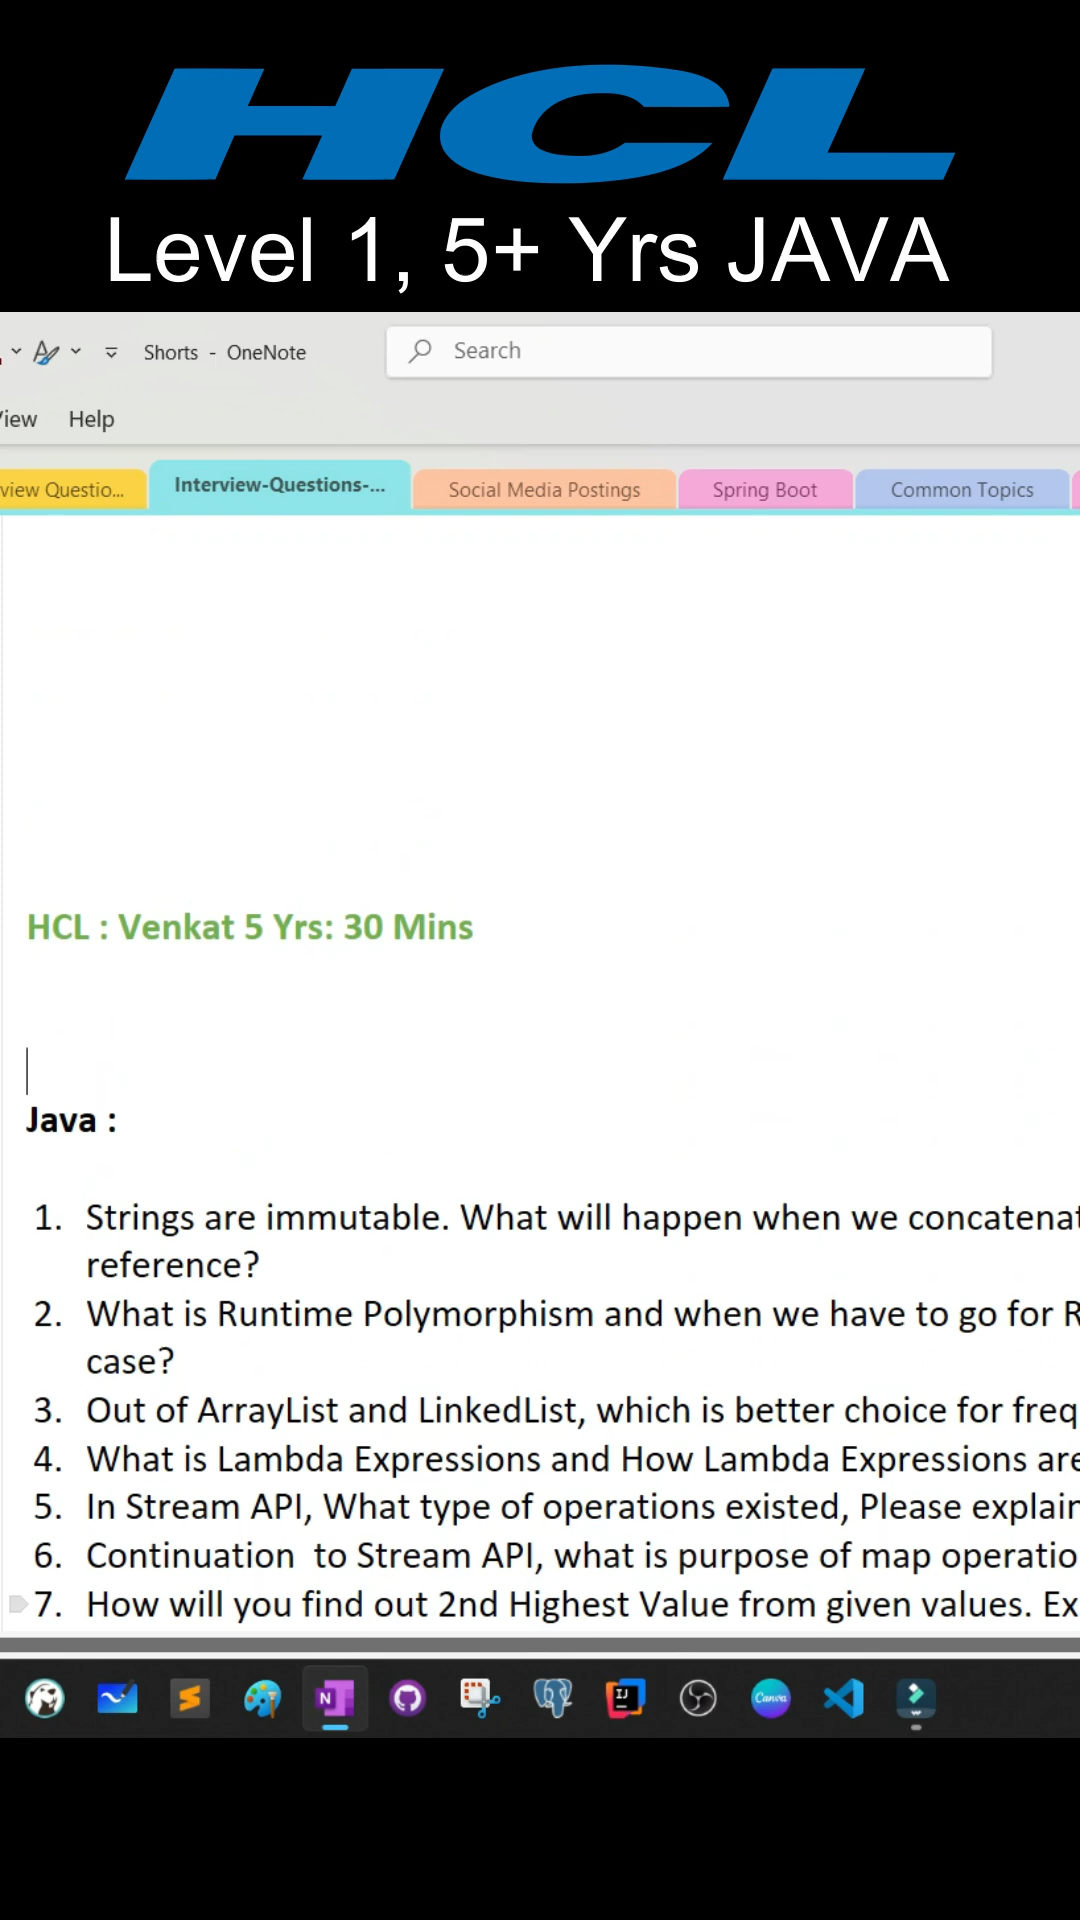 HCL
Level 1, 5+ Yrs JAVA
Shorts - OneNote
Search
View Help
view Questio... Interview-Questions-... Social Media Postings Spring Boot Common Topics
HCL : Venkat 5 Yrs: 30 Mins
Java :
1. Strings are immutable. What will happen when we concatenat
reference?
2. What is Runtime Polymorphism and when we have to go for R
case?
3. Out of ArrayList and LinkedList, which is better choice for freq
4. What is Lambda Expressions and How Lambda Expressions are
5. In Stream API, What type of operations existed, Please explain
6. Continuation to Stream API, what is purpose of map operatio
7. How will you find out 2nd Highest Value from given values. Ex
N IJ Canva